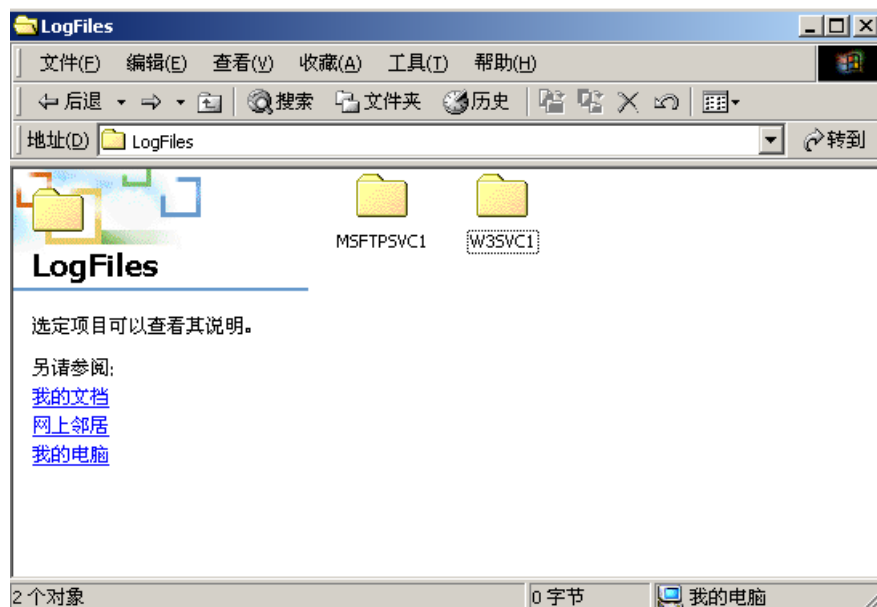 LogFiles
文件(F) 编辑(E) 查看(V) 收藏(A) 工具(T) 帮助(H)
后退 搜索 文件夹 历史
地址(D) LogFiles 转到
MSFTPSVC1 W3SVC1
LogFiles
选定项目可以查看其说明。
另请参阅:
我的文档
网上邻居
我的电脑
2 个对象 0 字节 我的电脑